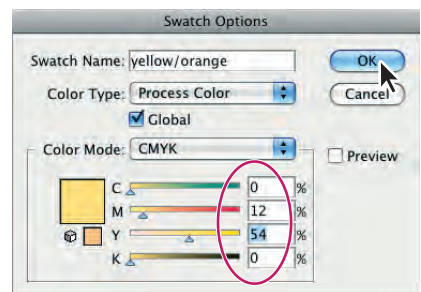 Swatch Options
Swatch Name: yellow/orange OK
Color Type: Process Color Cancel
Global
Color Mode: CMYK Preview
C 0 %
M 12 %
Y 54 %
K 0 %